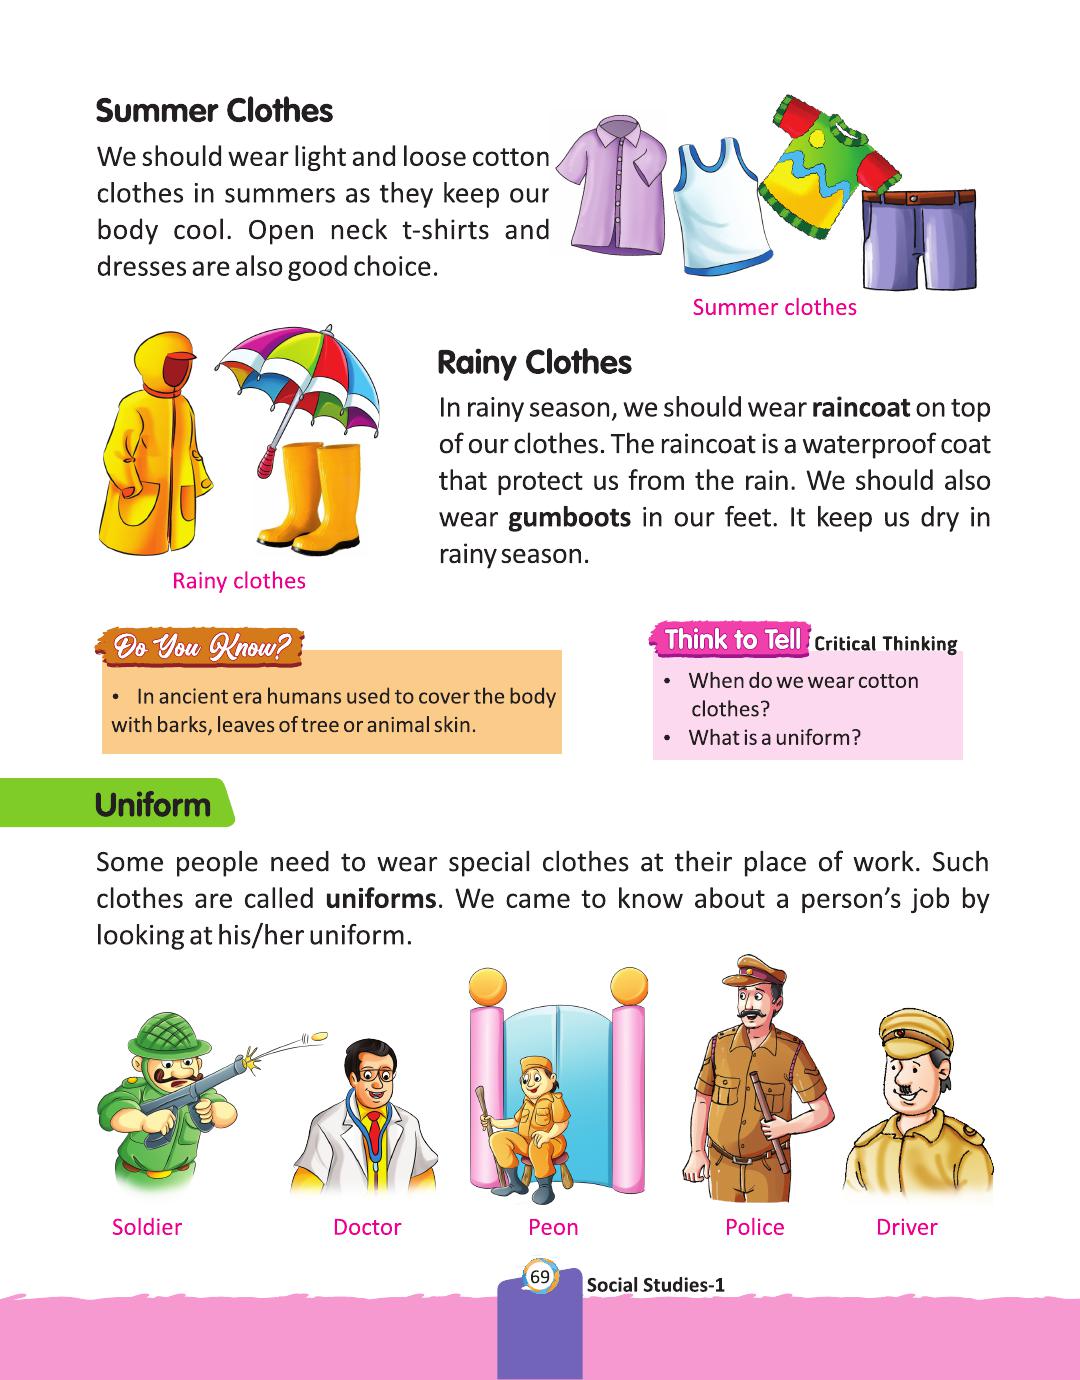 Summer Clothes
We should wear light and loose cotton
clothes in summers as they keep our
body cool. Open neck t-shirts and
dresses are also good choice.
Summer clothes
Rainy Clothes
In rainy season, we should wear raincoat on top
of our clothes. The raincoat is a waterproof coat
that protect us from the rain. We should also
wear gumboots in our feet. It keep us dry in
rainy season.
Rainy clothes
Do You Know?
• In ancient era humans used to cover the body
with barks, leaves of tree or animal skin.
Think to Tell Critical Thinking
• When do we wear cotton
clothes?
• What is a uniform?
Uniform
Some people need to wear special clothes at their place of work. Such
clothes are called uniforms. We came to know about a person’s job by
looking at his/her uniform.
Soldier Doctor Peon Police Driver
69 Social Studies-1